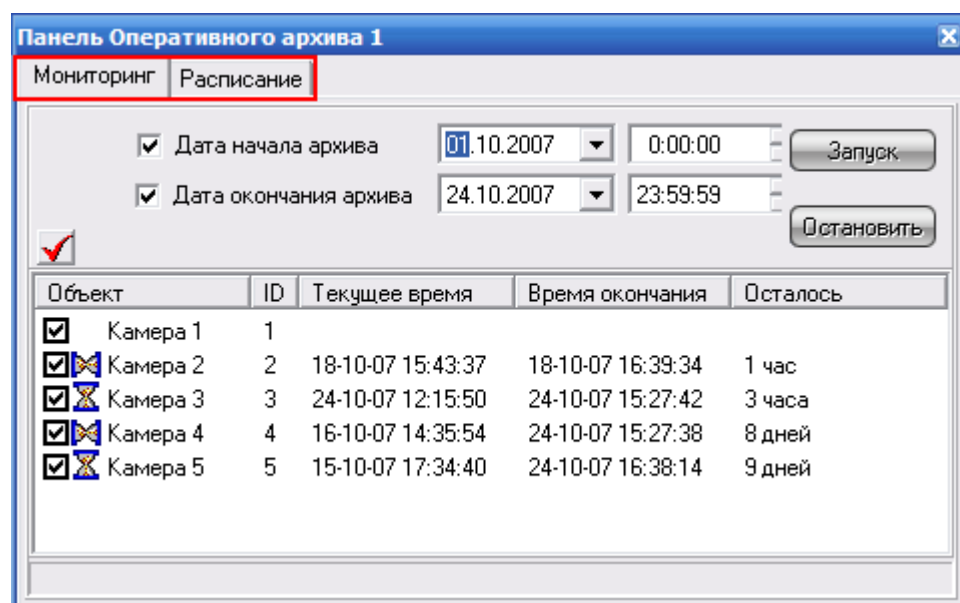 Панель Оперативного архива 1
Мониторинг Расписание
Дата начала архива 01.10.2007 0:00:00 Запуск
Дата окончания архива 24.10.2007 23:59:59
Остановить
Объект ID Текущее время Время окончания Осталось
Камера 1 1
Камера 2 2 18-10-07 15:43:37 18-10-07 16:39:34 1 час
Камера 3 3 24-10-07 12:15:50 24-10-07 15:27:42 3 часа
Камера 4 4 16-10-07 14:35:54 24-10-07 15:27:38 8 дней
Камера 5 5 15-10-07 17:34:40 24-10-07 16:38:14 9 дней